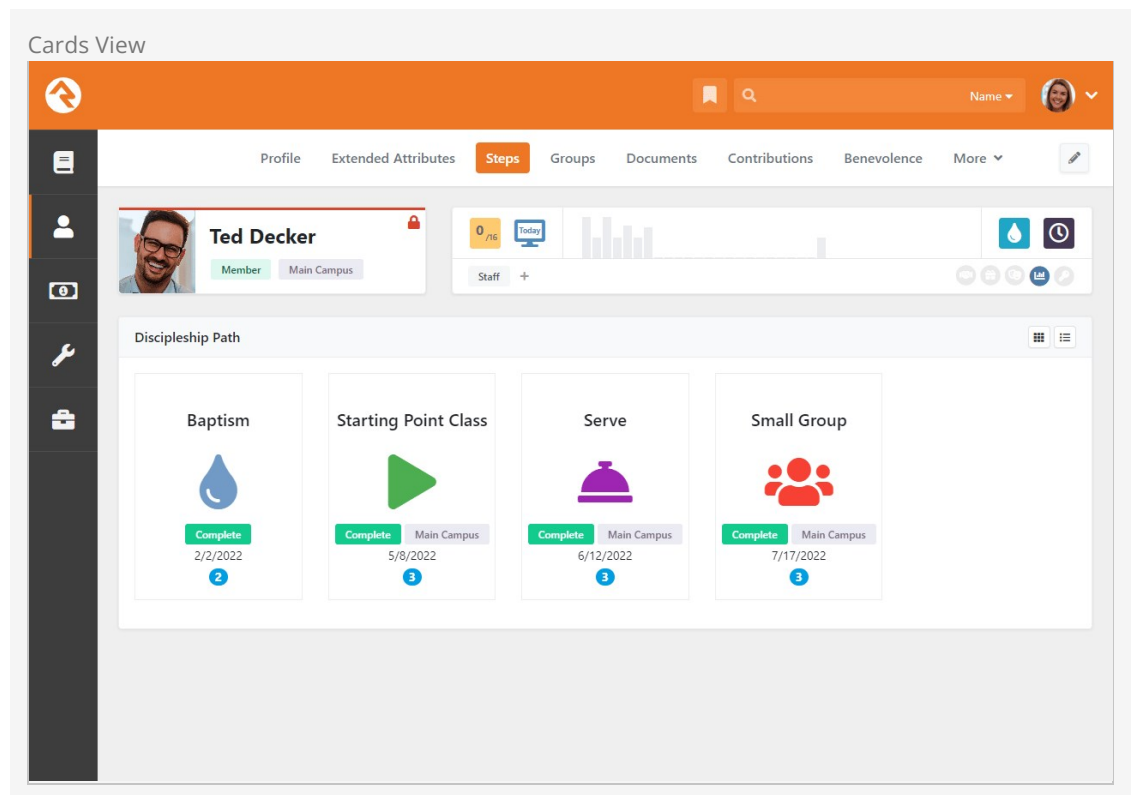 Cards View
Name
Profile Extended Attributes Steps Groups Documents Contributions Benevolence More
Ted Decker
Member Main Campus
0/16 Today
Staff +
Discipleship Path
Baptism Starting Point Class Serve Small Group
Complete Complete Main Campus Complete Main Campus Complete Main Campus
2/2/2022 5/8/2022 6/12/2022 7/17/2022
2 3 3 3